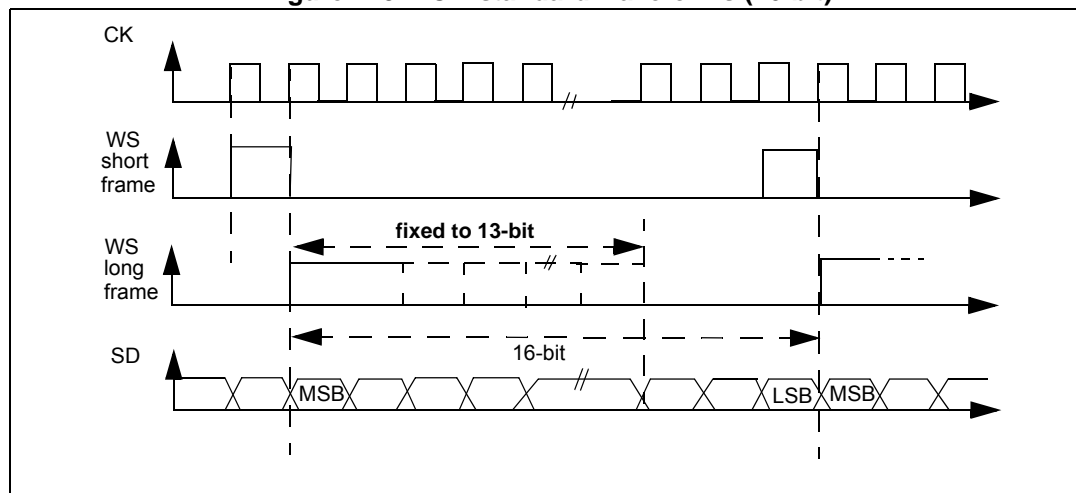 CK
WS
short
frame
WS
long
frame
fixed to 13-bit
16-bit
SD
MSB
LSB
MSB